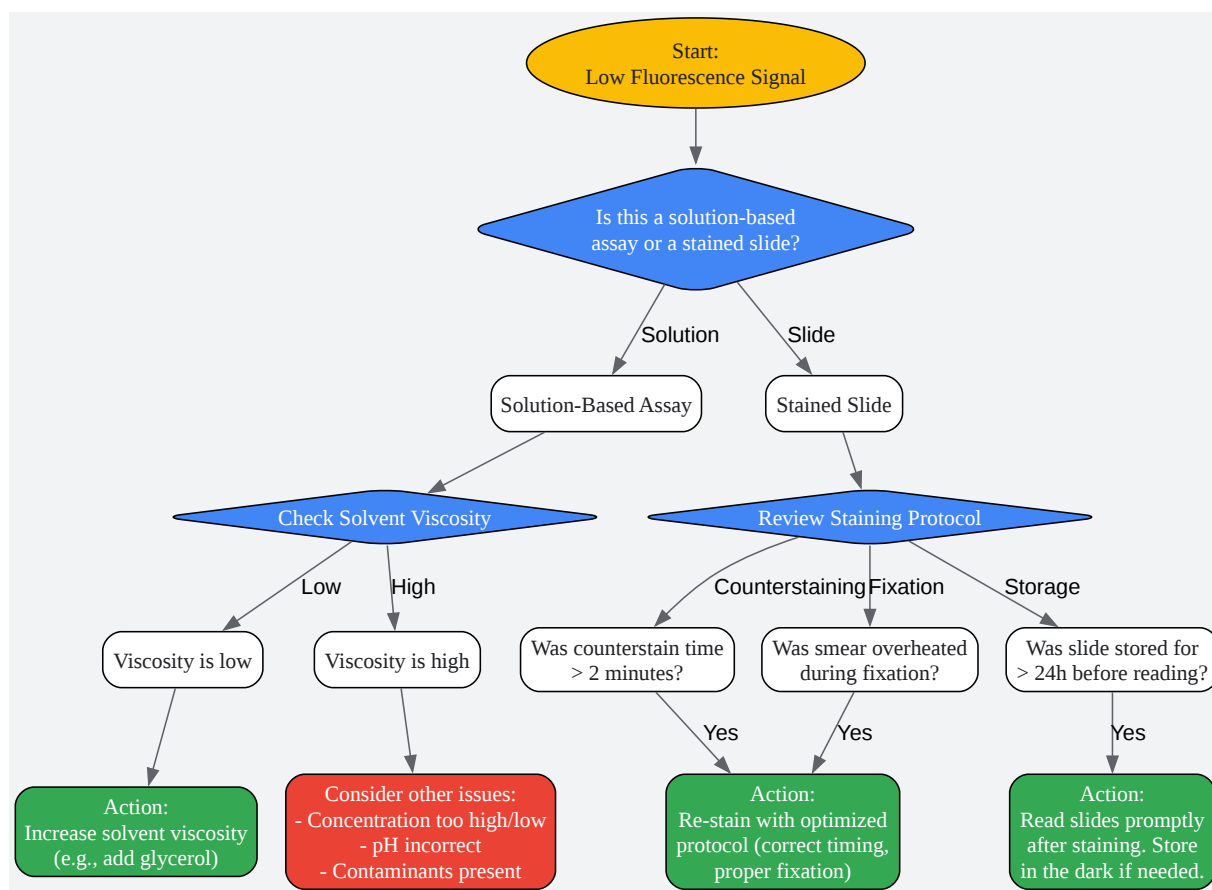 Start:
Low Fluorescence Signal
Is this a solution-based
assay or a stained slide?
Solution
Slide
Solution-Based Assay
Stained Slide
Check Solvent Viscosity
Review Staining Protocol
Low
High
Counterstaining
Fixation
Storage
Viscosity is low
Viscosity is high
Was counterstain time
> 2 minutes?
Was smear overheated
during fixation?
Was slide stored for
> 24h before reading?
Yes
Yes
Yes
Action:
Increase solvent viscosity
(e.g., add glycerol)
Consider other issues:
- Concentration too high/low
- pH incorrect
- Contaminants present
Action:
Re-stain with optimized
protocol (correct timing,
proper fixation)
Action:
Read slides promptly
after staining. Store
in the dark if needed.